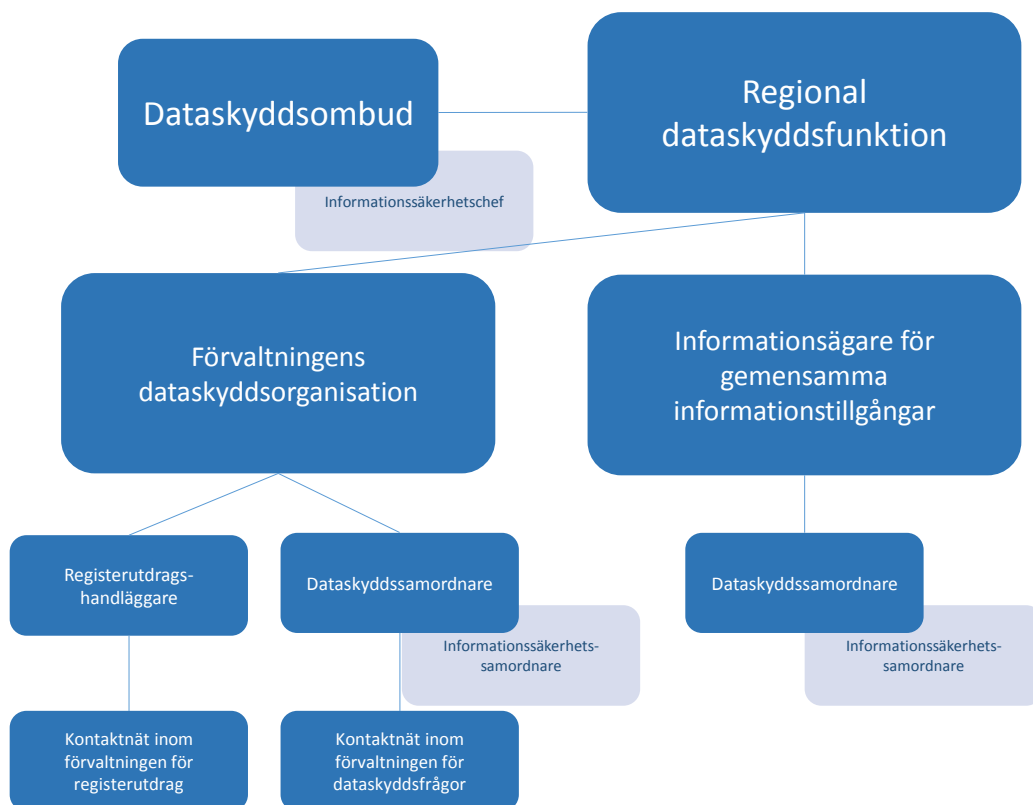 Dataskyddsombud
Regional
dataskyddsfunktion
Informationssäkerhetschef
Förvaltningens
dataskyddsorganisation
Informationsägare för
gemensamma
informationstillgångar
Registerutdrags-
handläggare
Dataskyddssamordnare
Informationssäkerhets-
samordnare
Dataskyddssamordnare
Informationssäkerhets-
samordnare
Kontaktnät inom
förvaltningen för
registerutdrag
Kontaktnät inom
förvaltningen för
dataskyddsfrågor